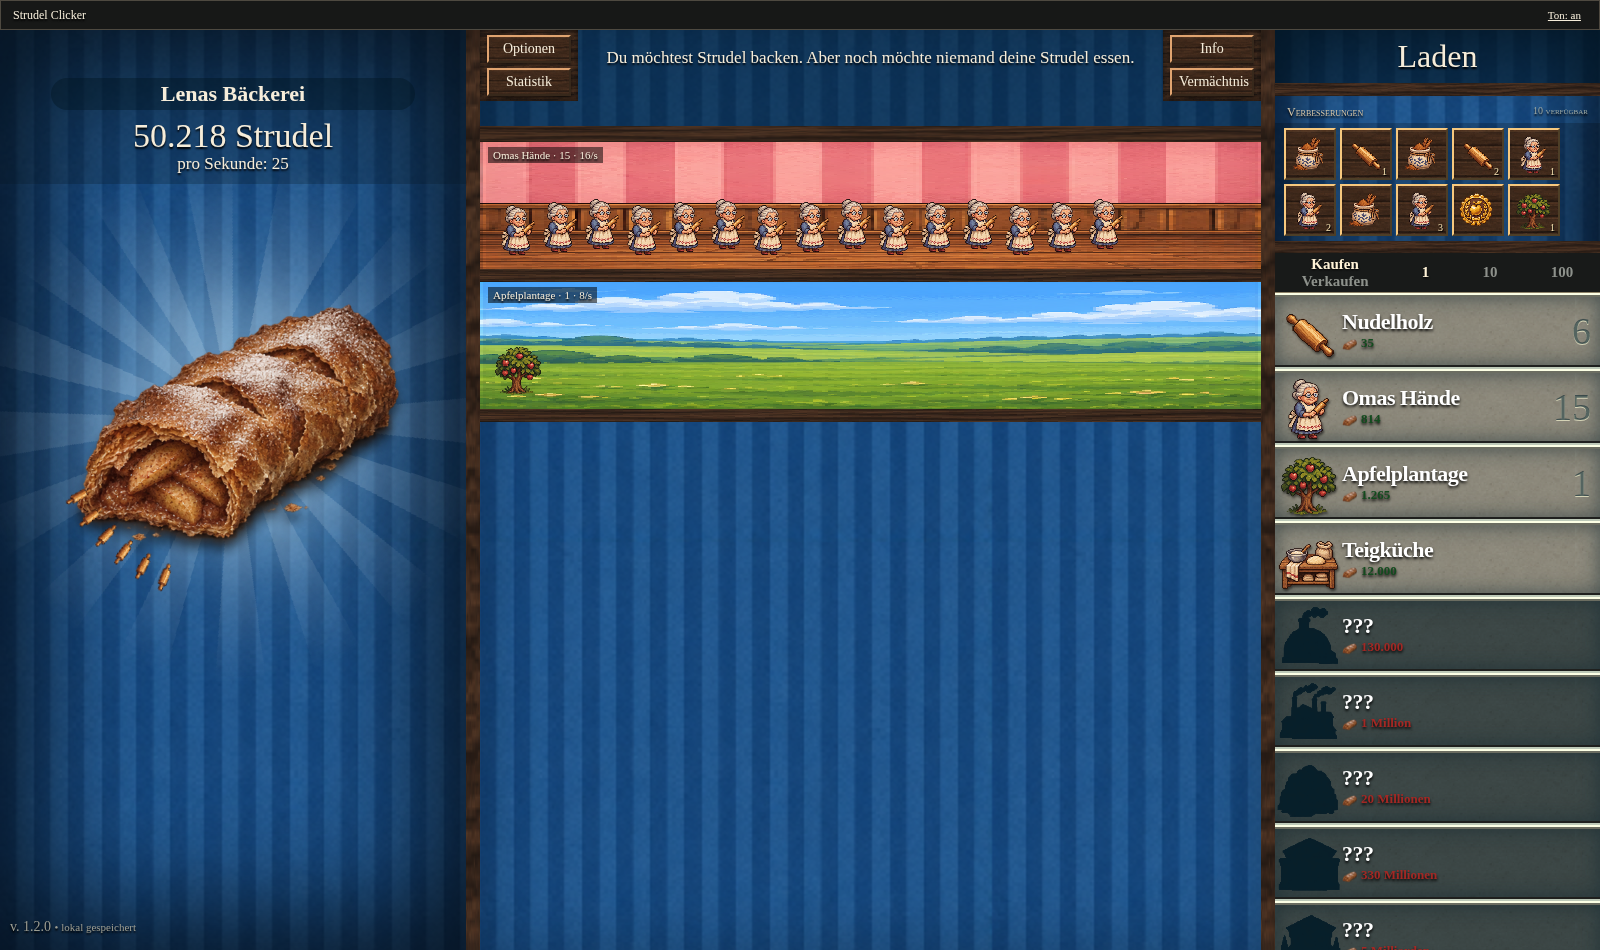 Strudel Clicker
Ton: an
Lenas Bäckerei
50.218 Strudel
pro Sekunde: 25
v. 1.2.0 • lokal gespeichert
Optionen
Statistik
Du möchtest Strudel backen. Aber noch möchte niemand deine Strudel essen.
Info
Vermächtnis
Omas Hände · 15 · 16/s
Apfelplantage · 1 · 8/s
Laden
Verbesserungen
10 verfügbar
1
2
1
2
3
1
Kaufen
Verkaufen
1
10
100
Nudelholz
35
6
Omas Hände
814
15
Apfelplantage
1.265
1
Teigküche
12.000
???
130.000
???
1 Million
???
20 Millionen
???
330 Millionen
???